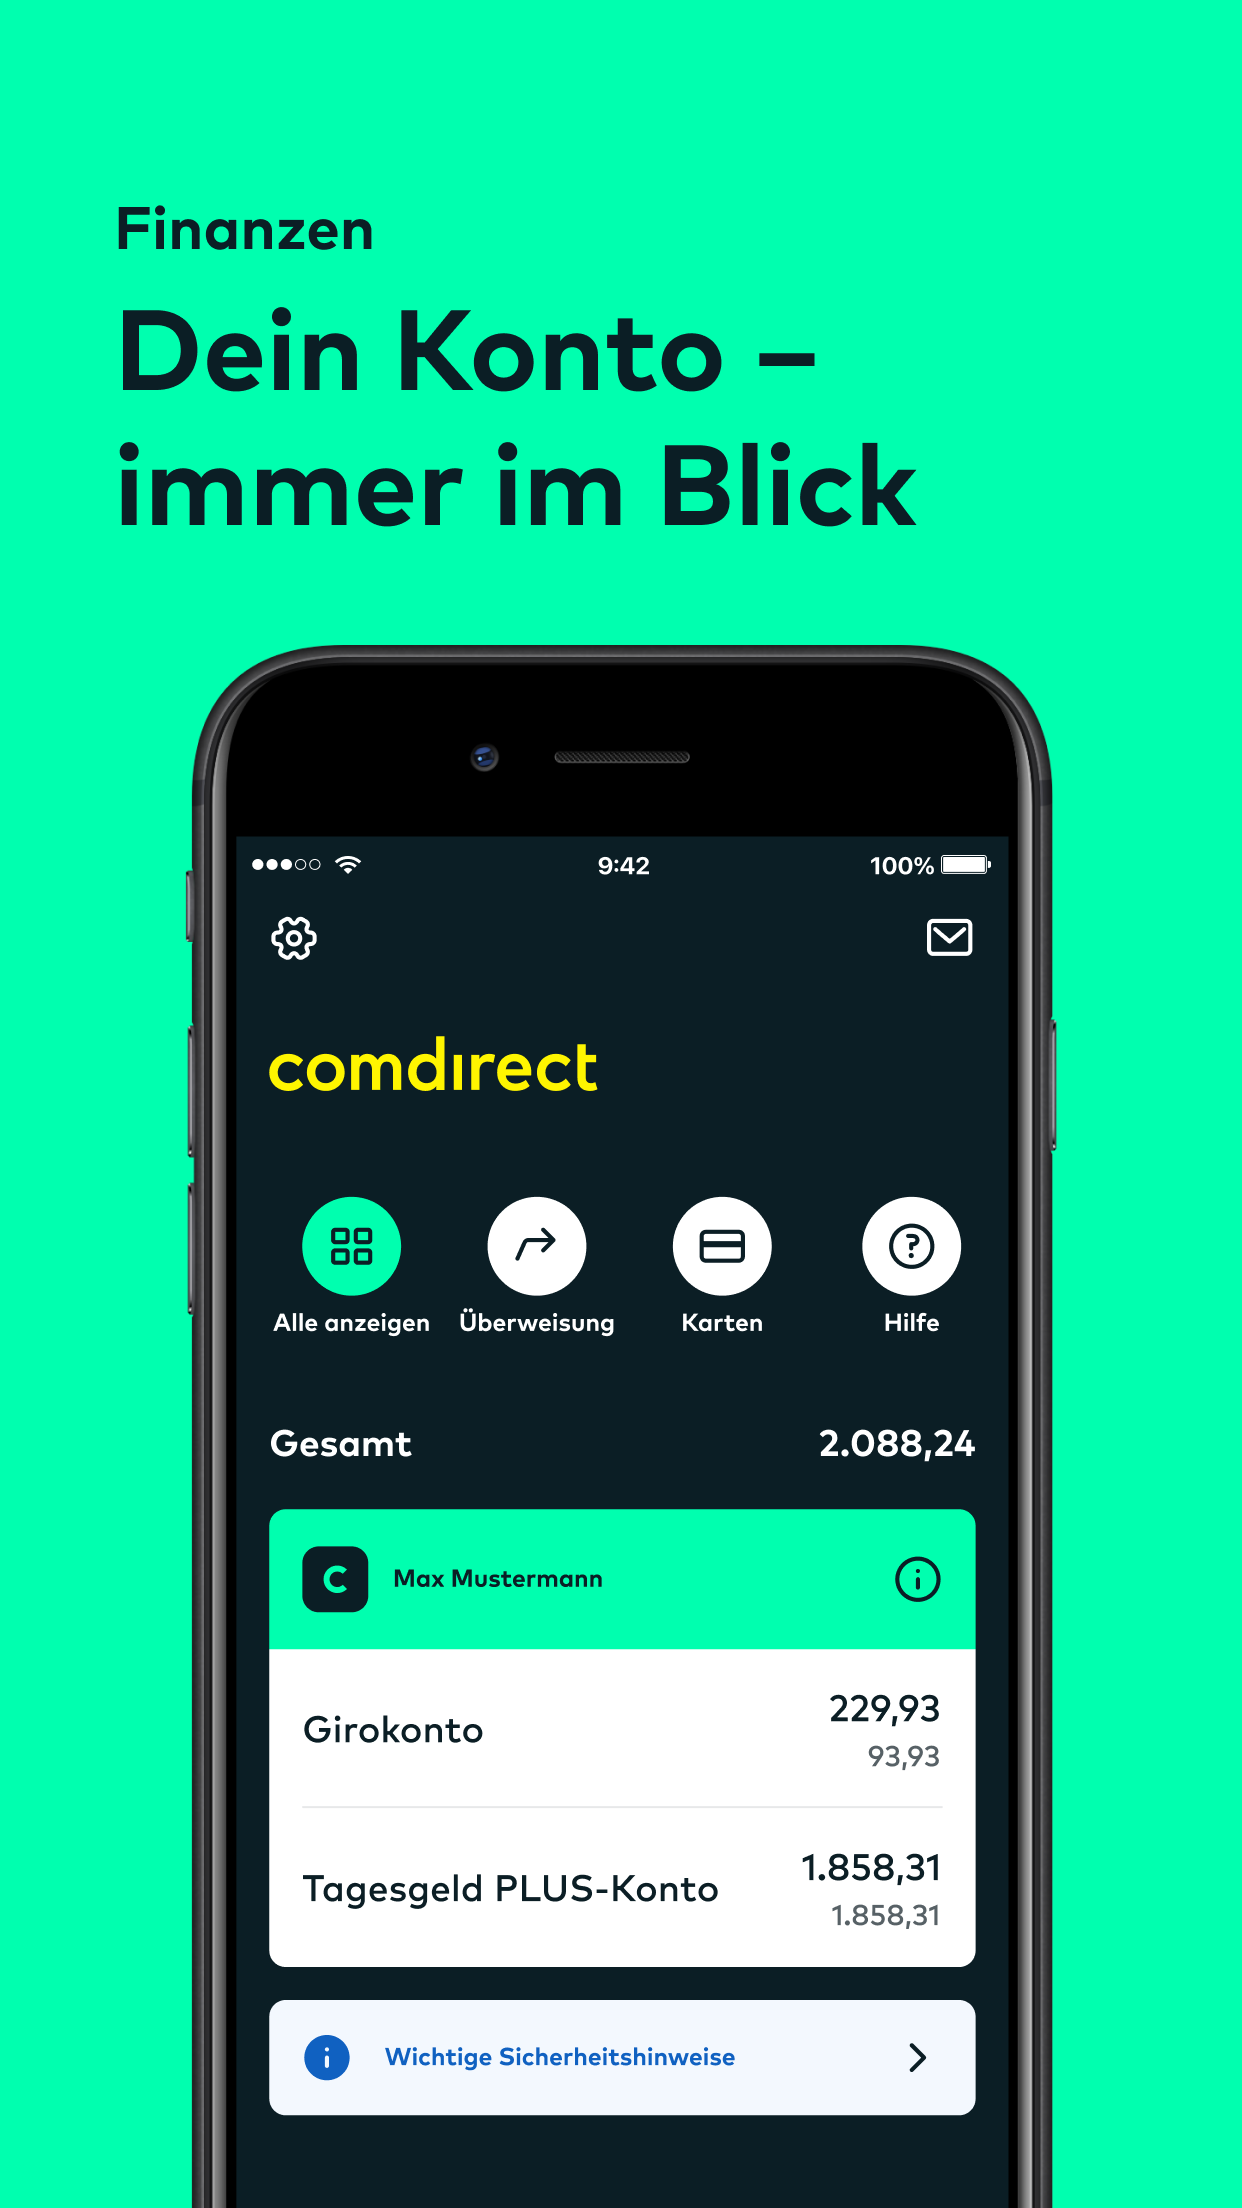 Finanzen
Dein Konto –
immer im Blick
9:42
100%
comdırect
Alle anzeigen Überweisung Karten Hilfe
Gesamt 2.088,24
C Max Mustermann
Girokonto 229,93
93,93
Tagesgeld PLUS-Konto 1.858,31
1.858,31
Wichtige Sicherheitshinweise